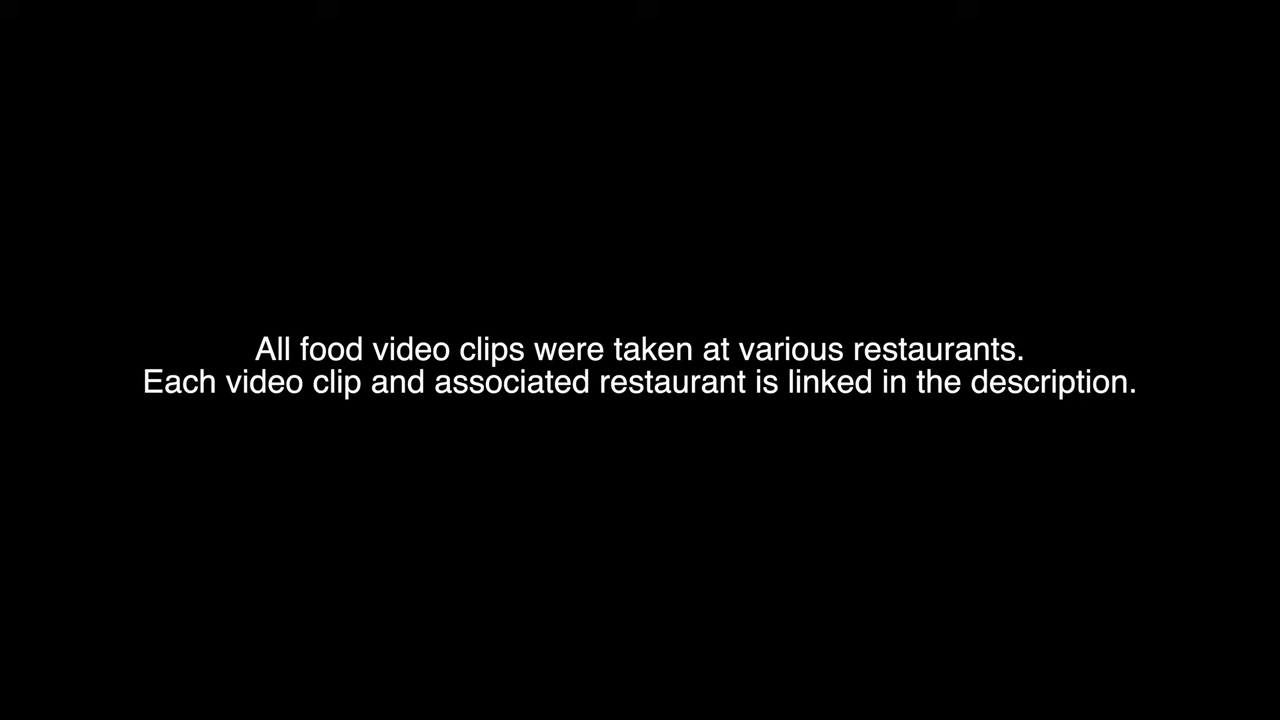 All food video clips were taken at various restaurants.
Each video clip and associated restaurant is linked in the description.